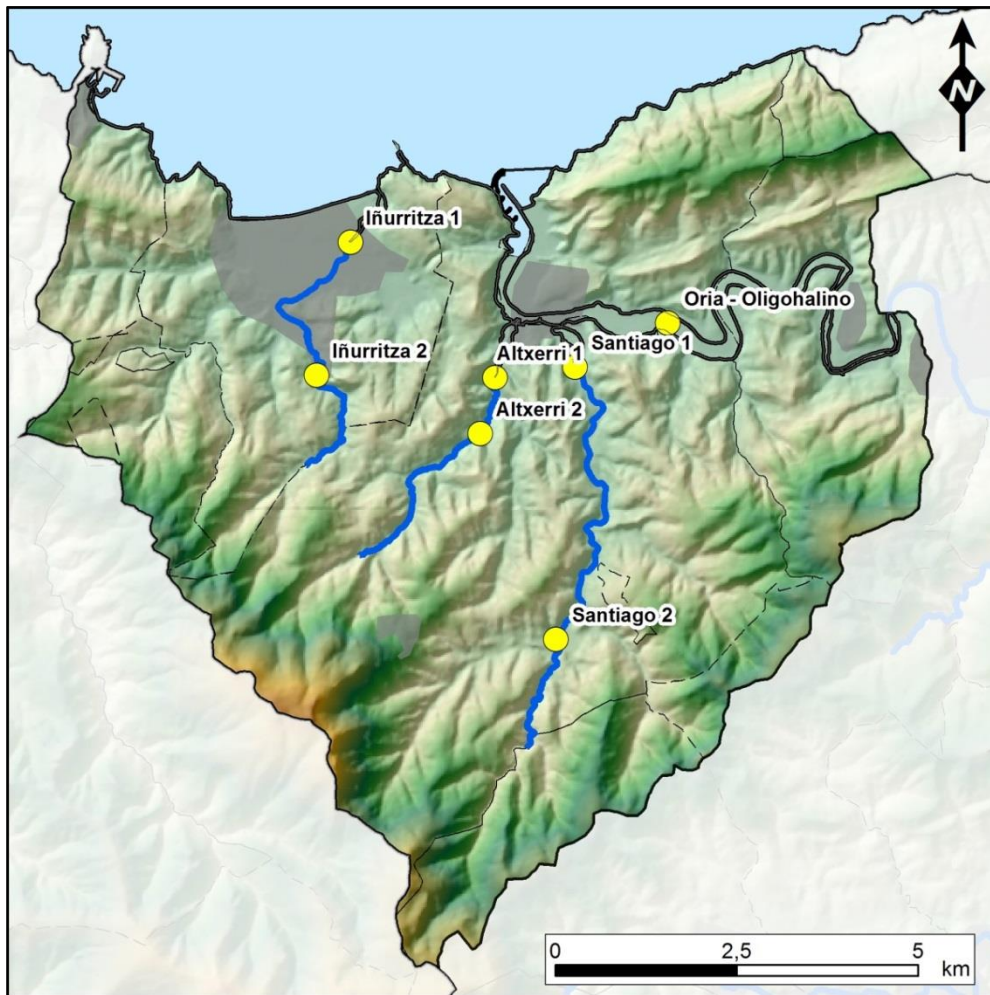 N
Iñurritza 1
Oria - Oligohalino
Santiago 1
Altxerri 1
Iñurritza 2
Altxerri 2
Santiago 2
0 2,5 5
km